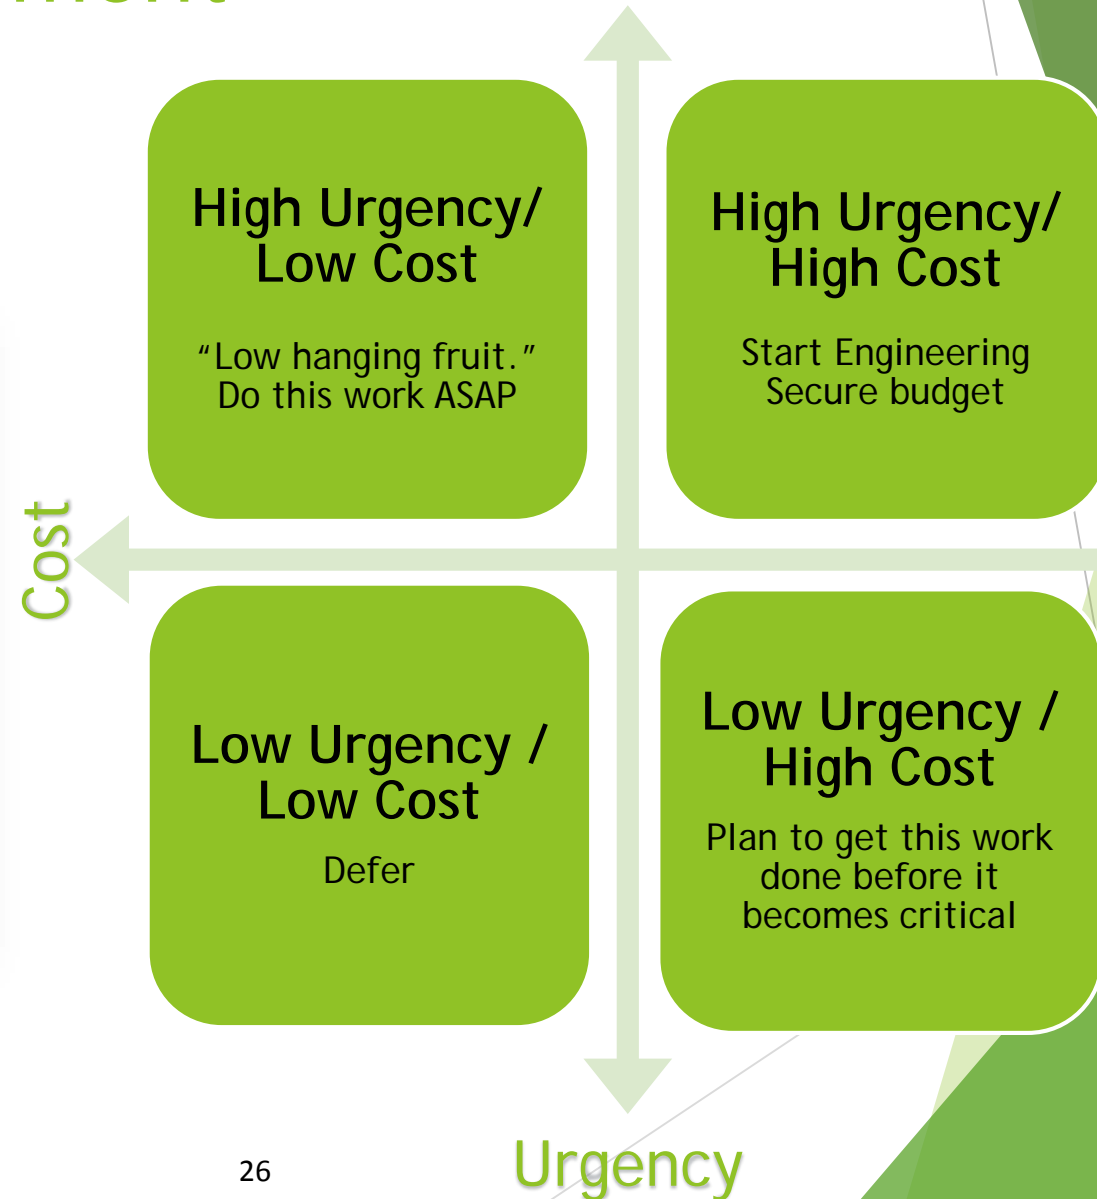 High Urgency/
Low Cost
“Low hanging fruit.”
Do this work ASAP
High Urgency/
High Cost
Start Engineering
Secure budget
Cost
Low Urgency /
Low Cost
Defer
Low Urgency /
High Cost
Plan to get this work
done before it
becomes critical
26
Urgency